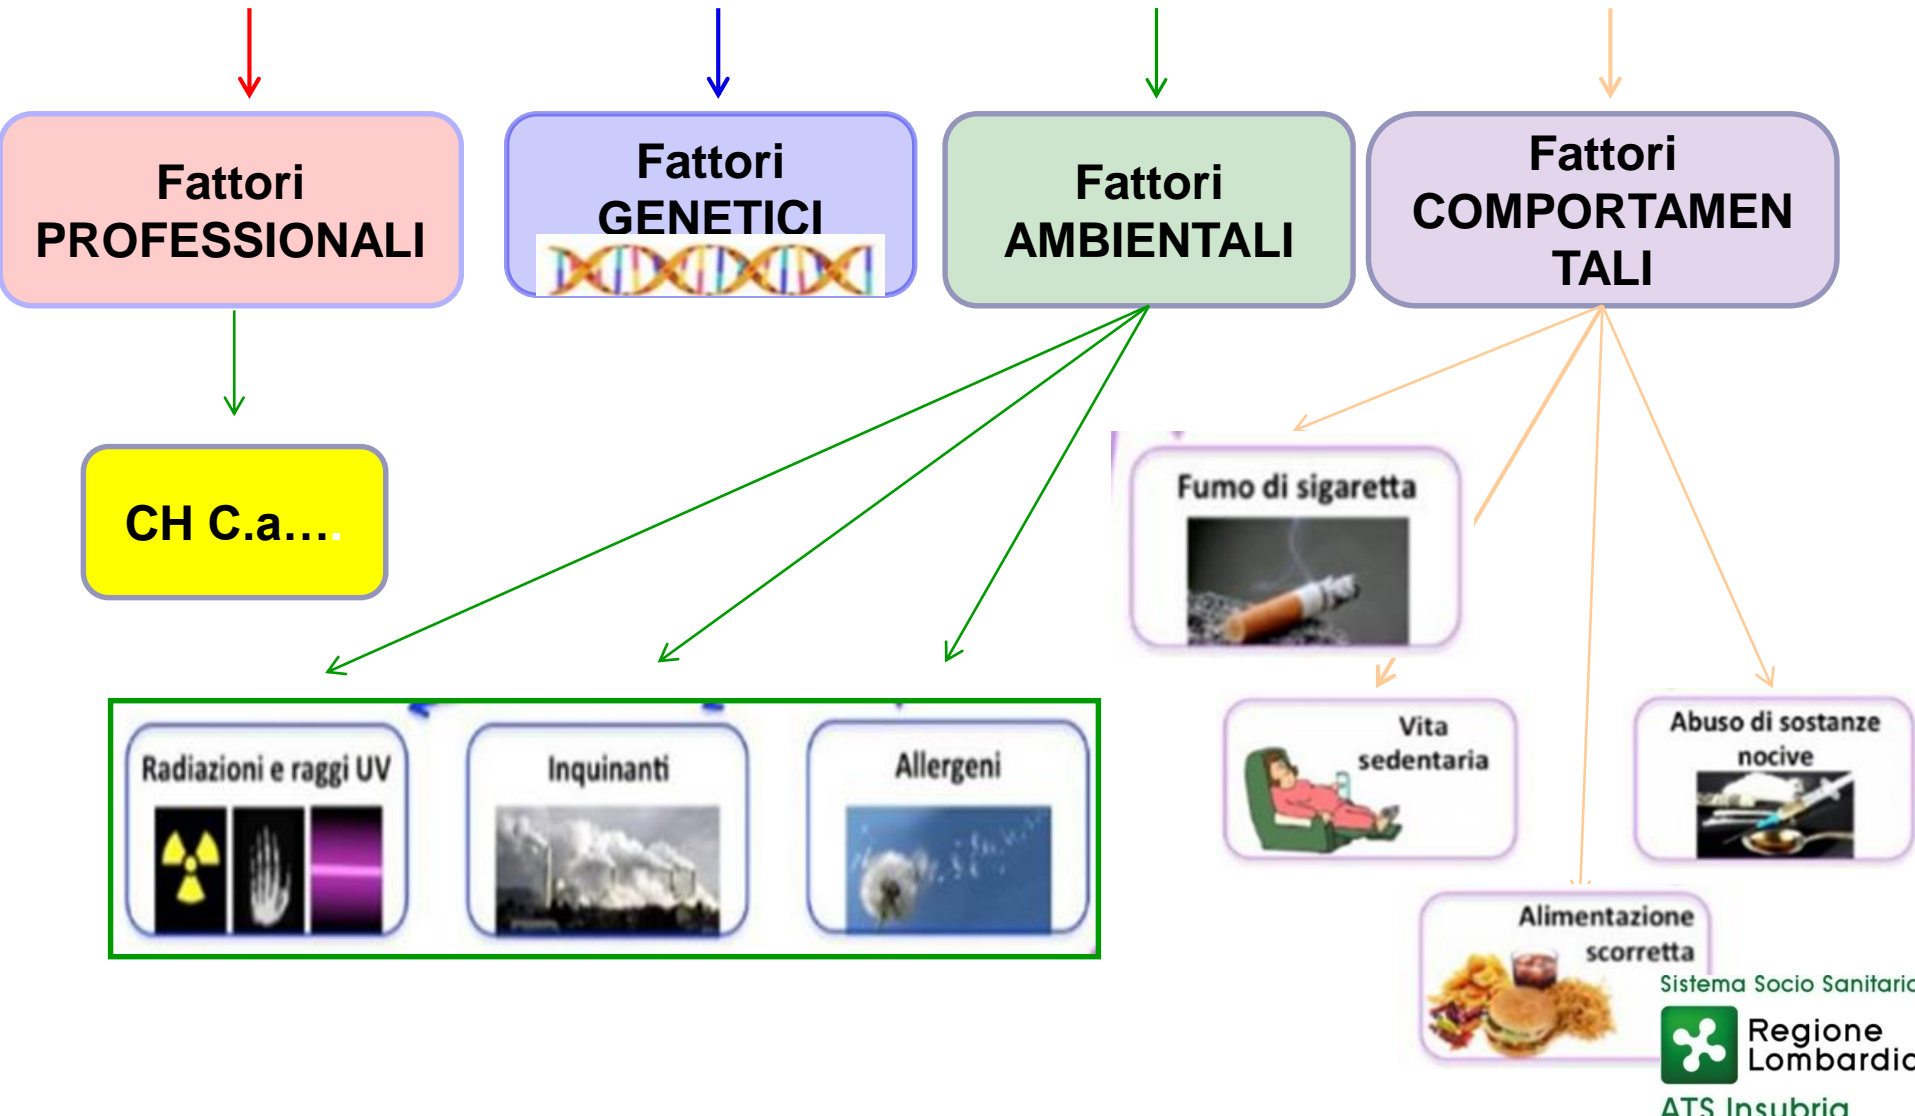 Fattori
PROFESSIONALI
Fattori
GENETICI
Fattori
AMBIENTALI
Fattori
COMPORTAMEN
TALI
CH C.a....
Fumo di sigaretta
Radiazioni e raggi UV
Inquinanti
Allergeni
Vita
sedentaria
Abuso di sostanze
nocive
Alimentazione
scorretta
Sistema Socio Sanitario
Regione
Lombardia
ATS Insubria